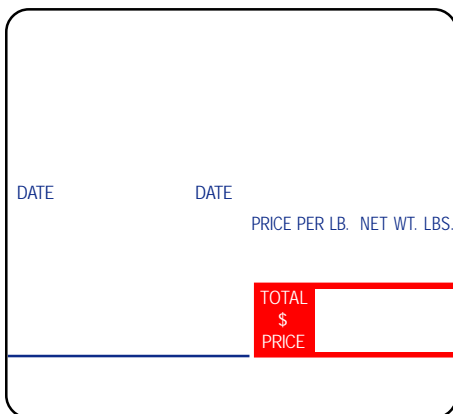 DATE DATE
PRICE PER LB. NET WT. LBS.
TOTAL
$
PRICE